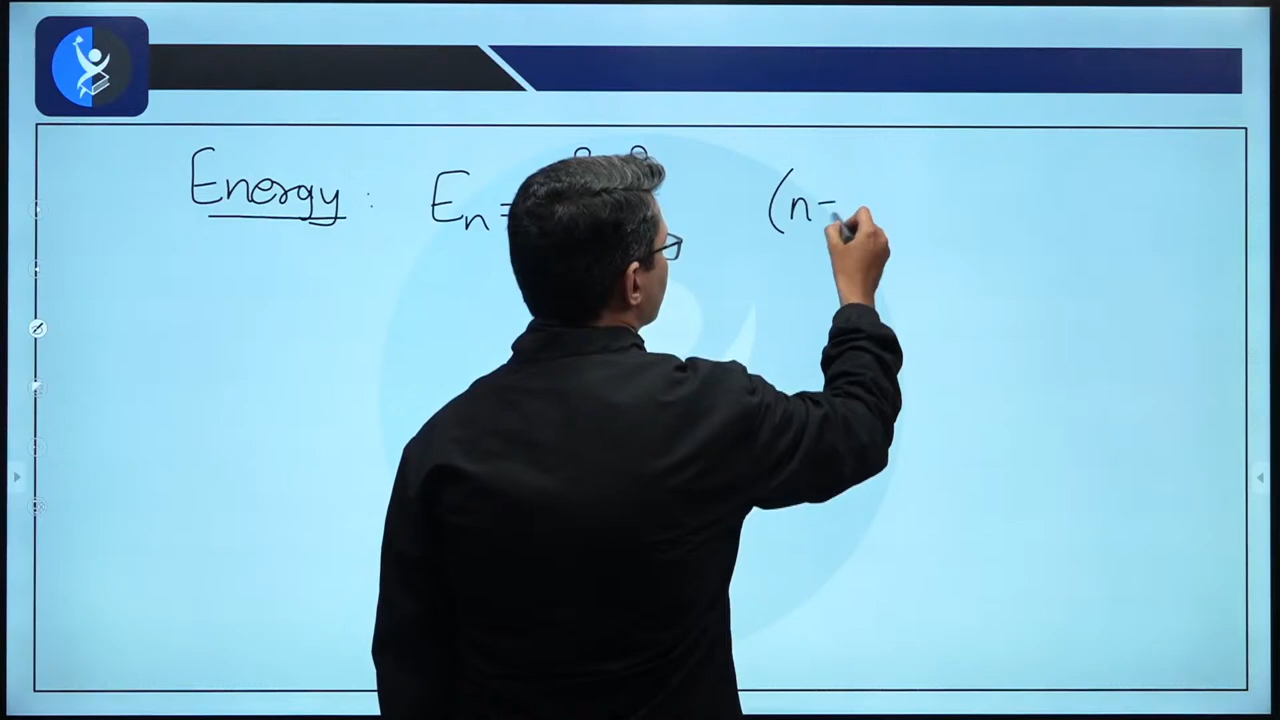 Energy : En = (n-